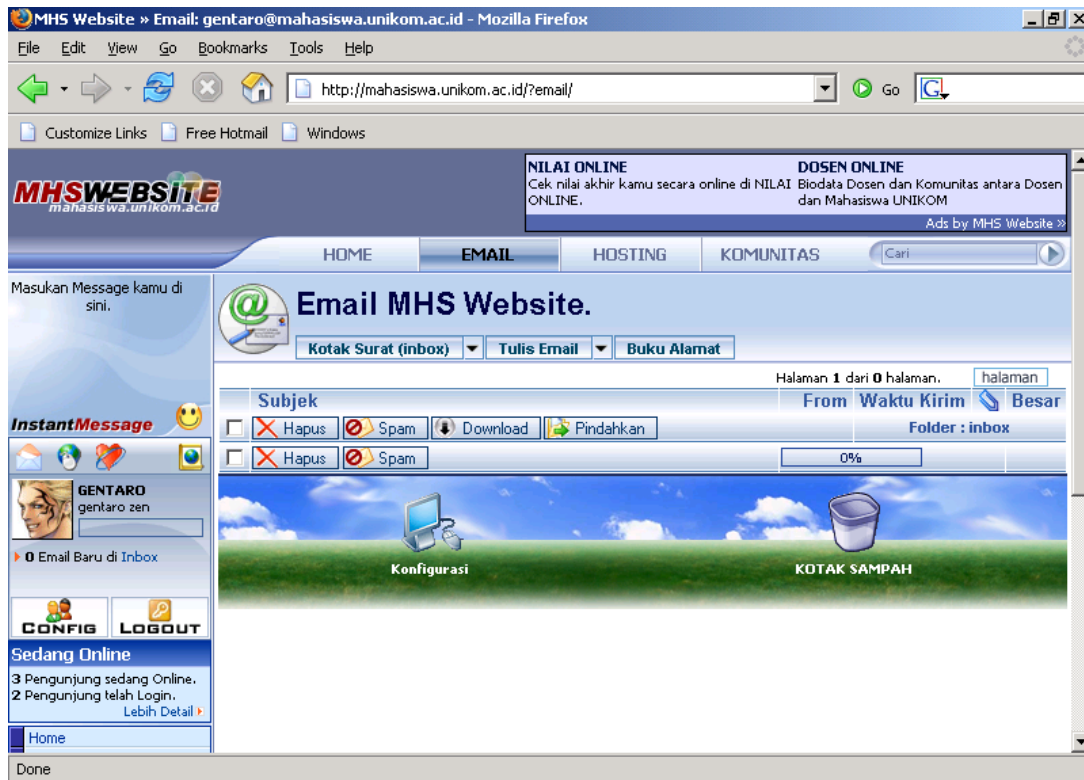 MHS Website » Email: gentaro@mahasiswa.unikom.ac.id - Mozilla Firefox
File Edit View Go Bookmarks Tools Help
http://mahasiswa.unikom.ac.id/?email/ Go G
Customize Links Free Hotmail Windows
MHSWEBSITE
mahasiswa.unikom.ac.id
NILAI ONLINE
Cek nilai akhir kamu secara online di NILAI ONLINE.
DOSEN ONLINE
Biodata Dosen dan Komunitas antara Dosen
dan Mahasiswa UNIKOM
Ads by MHS Website »
HOME EMAIL HOSTING KOMUNITAS Cari
Masukan Message kamu di
sini.
InstantMessage
GENTARO
gentaro zen
0 Email Baru di Inbox
CONFIG LOGOUT
Sedang Online
3 Pengunjung sedang Online.
2 Pengunjung telah Login.
Lebih Detail
Home
Email MHS Website.
Kotak Surat (inbox) Tulis Email Buku Alamat
Halaman 1 dari 0 halaman. halaman
Subjek From Waktu Kirim Besar
Hapus Spam Download Pindahkan Folder : inbox
Hapus Spam 0%
Konfigurasi KOTAK SAMPAH
Done